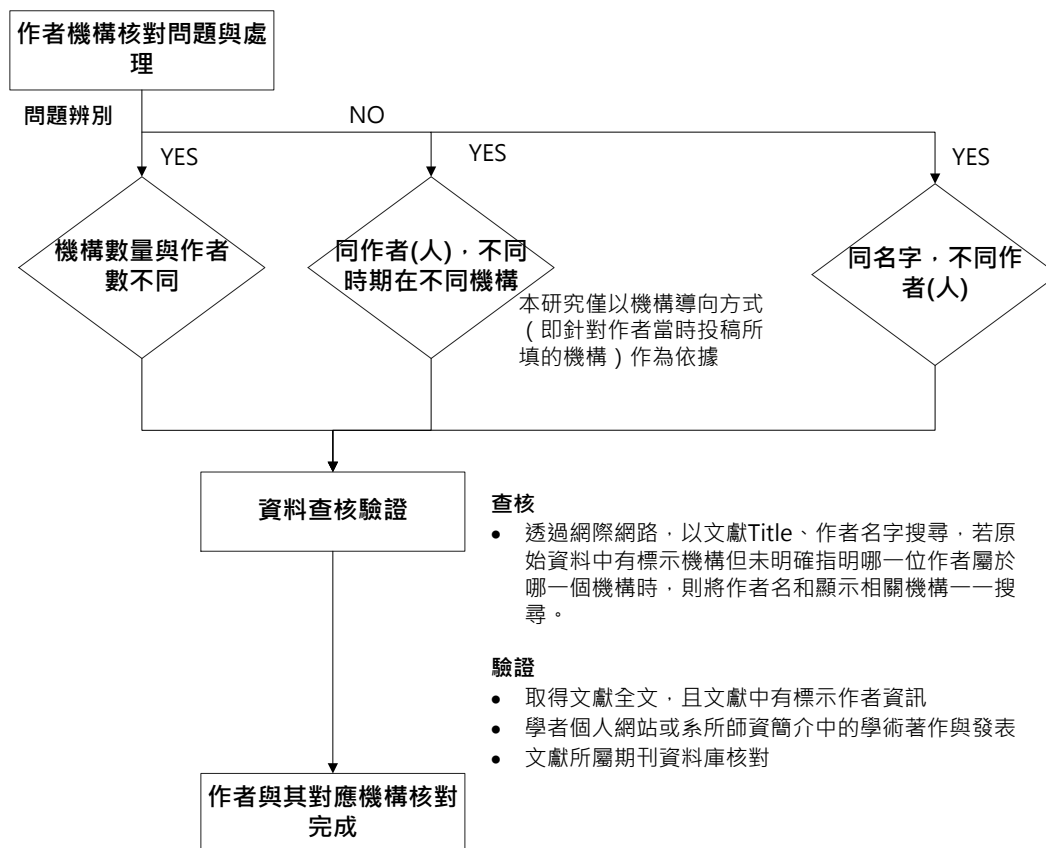 作者機構核對問題與處
理
問題辨別
NO
YES
YES
YES
機構數量與作者
數不同
同作者(人)，不同
時期在不同機構
同名字，不同作
者(人)
本研究僅以機構導向方式
（即針對作者當時投稿所
填的機構）作為依據
資料查核驗證
查核
• 透過網際網路，以文獻Title、作者名字搜尋，若原
始資料中有標示機構但未明確指明哪一位作者屬於
哪一個機構時，則將作者名和顯示相關機構一一搜
尋。
驗證
• 取得文獻全文，且文獻中有標示作者資訊
• 學者個人網站或系所師資簡介中的學術著作與發表
• 文獻所屬期刊資料庫核對
作者與其對應機構核對
完成